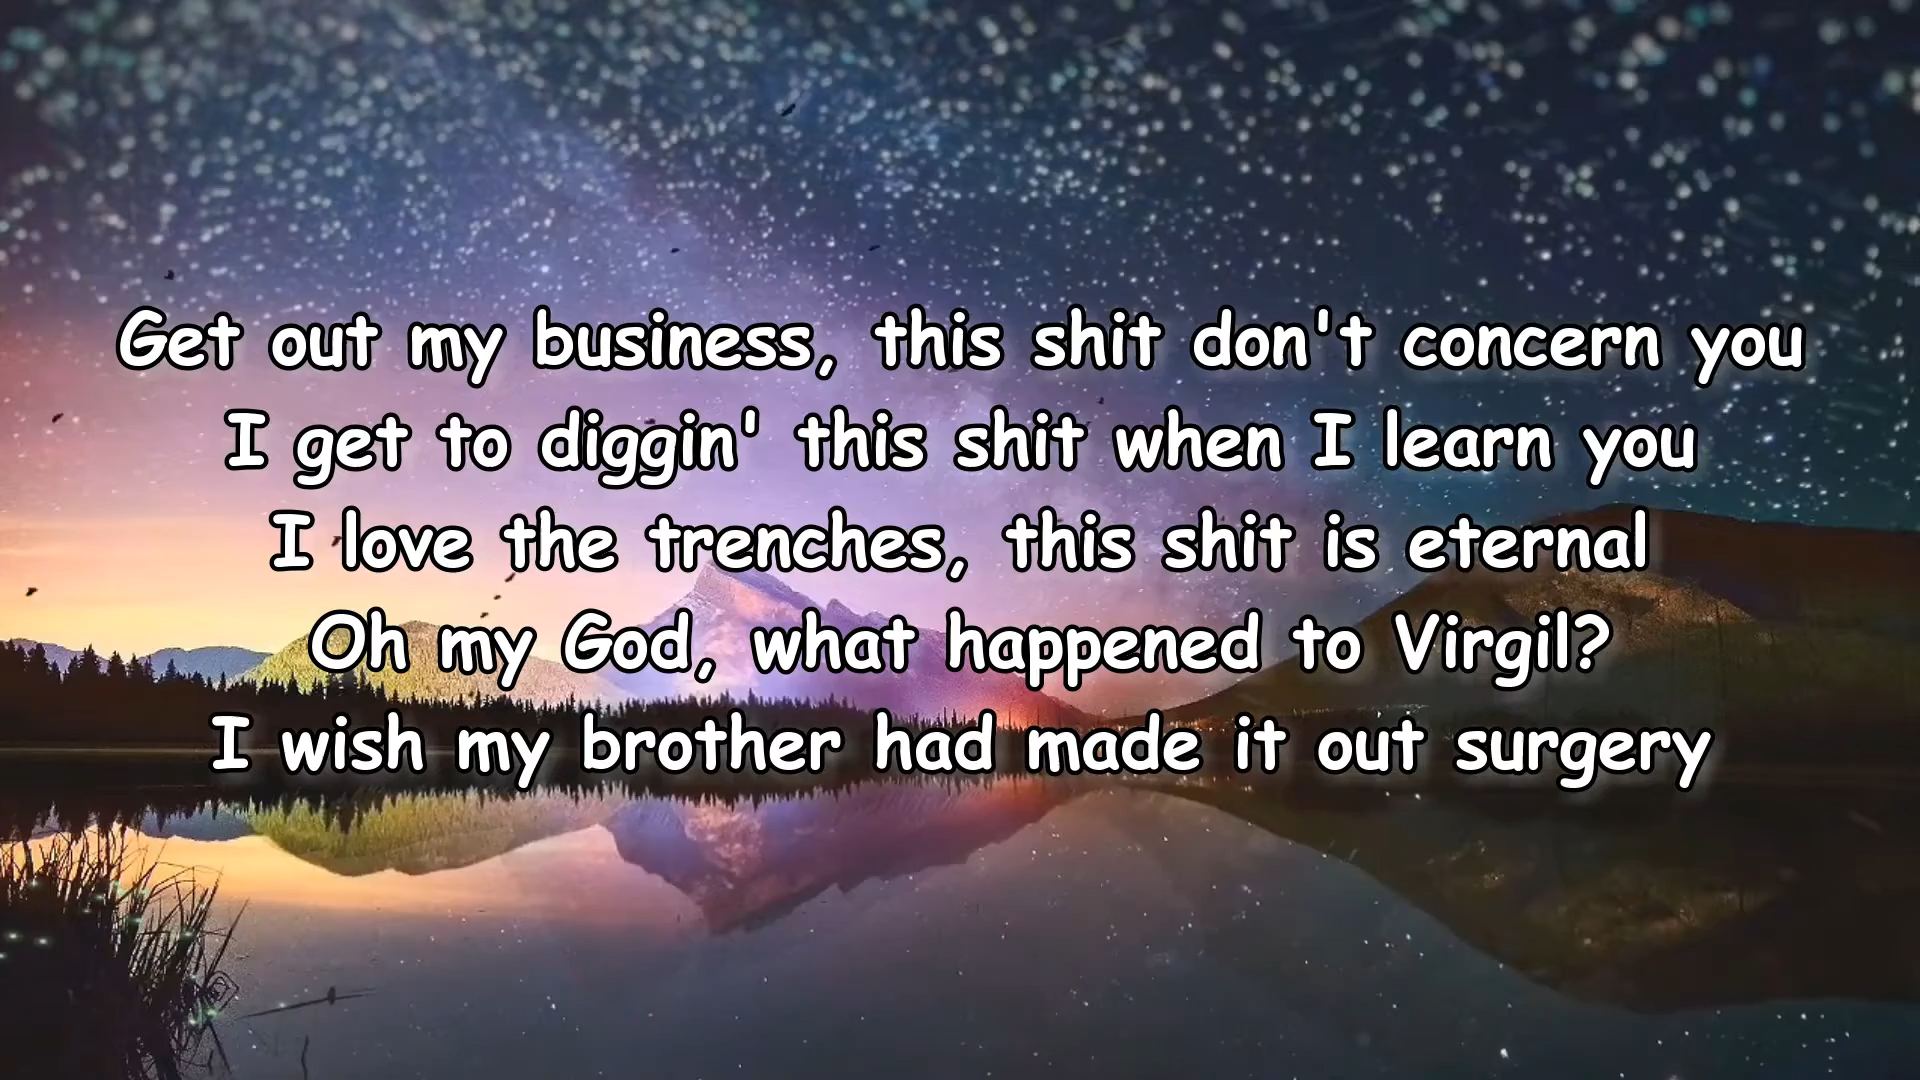 Get out my business, this shit don't concern you
I get to diggin' this shit when I learn you
I love the trenches, this shit is eternal
Oh my God, what happened to Virgil?
I wish my brother had made it out surgery